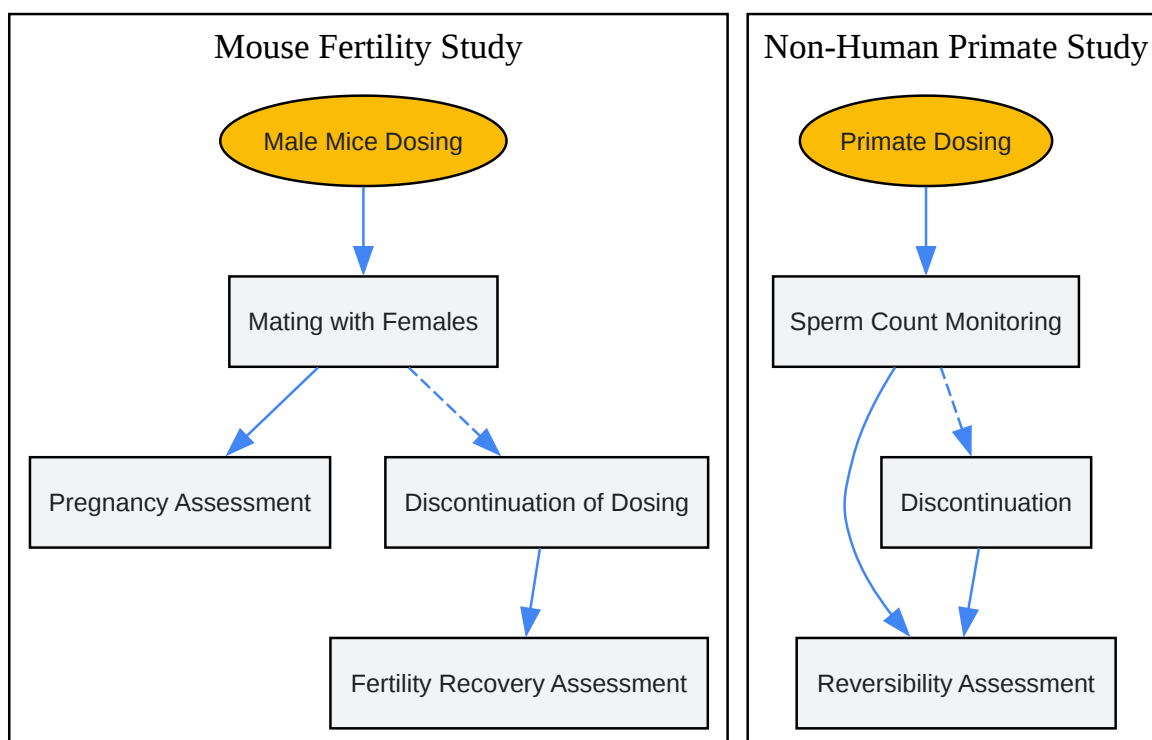 Mouse Fertility Study
Male Mice Dosing
Mating with Females
Pregnancy Assessment
Discontinuation of Dosing
Fertility Recovery Assessment
Non-Human Primate Study
Primate Dosing
Sperm Count Monitoring
Discontinuation
Reversibility Assessment